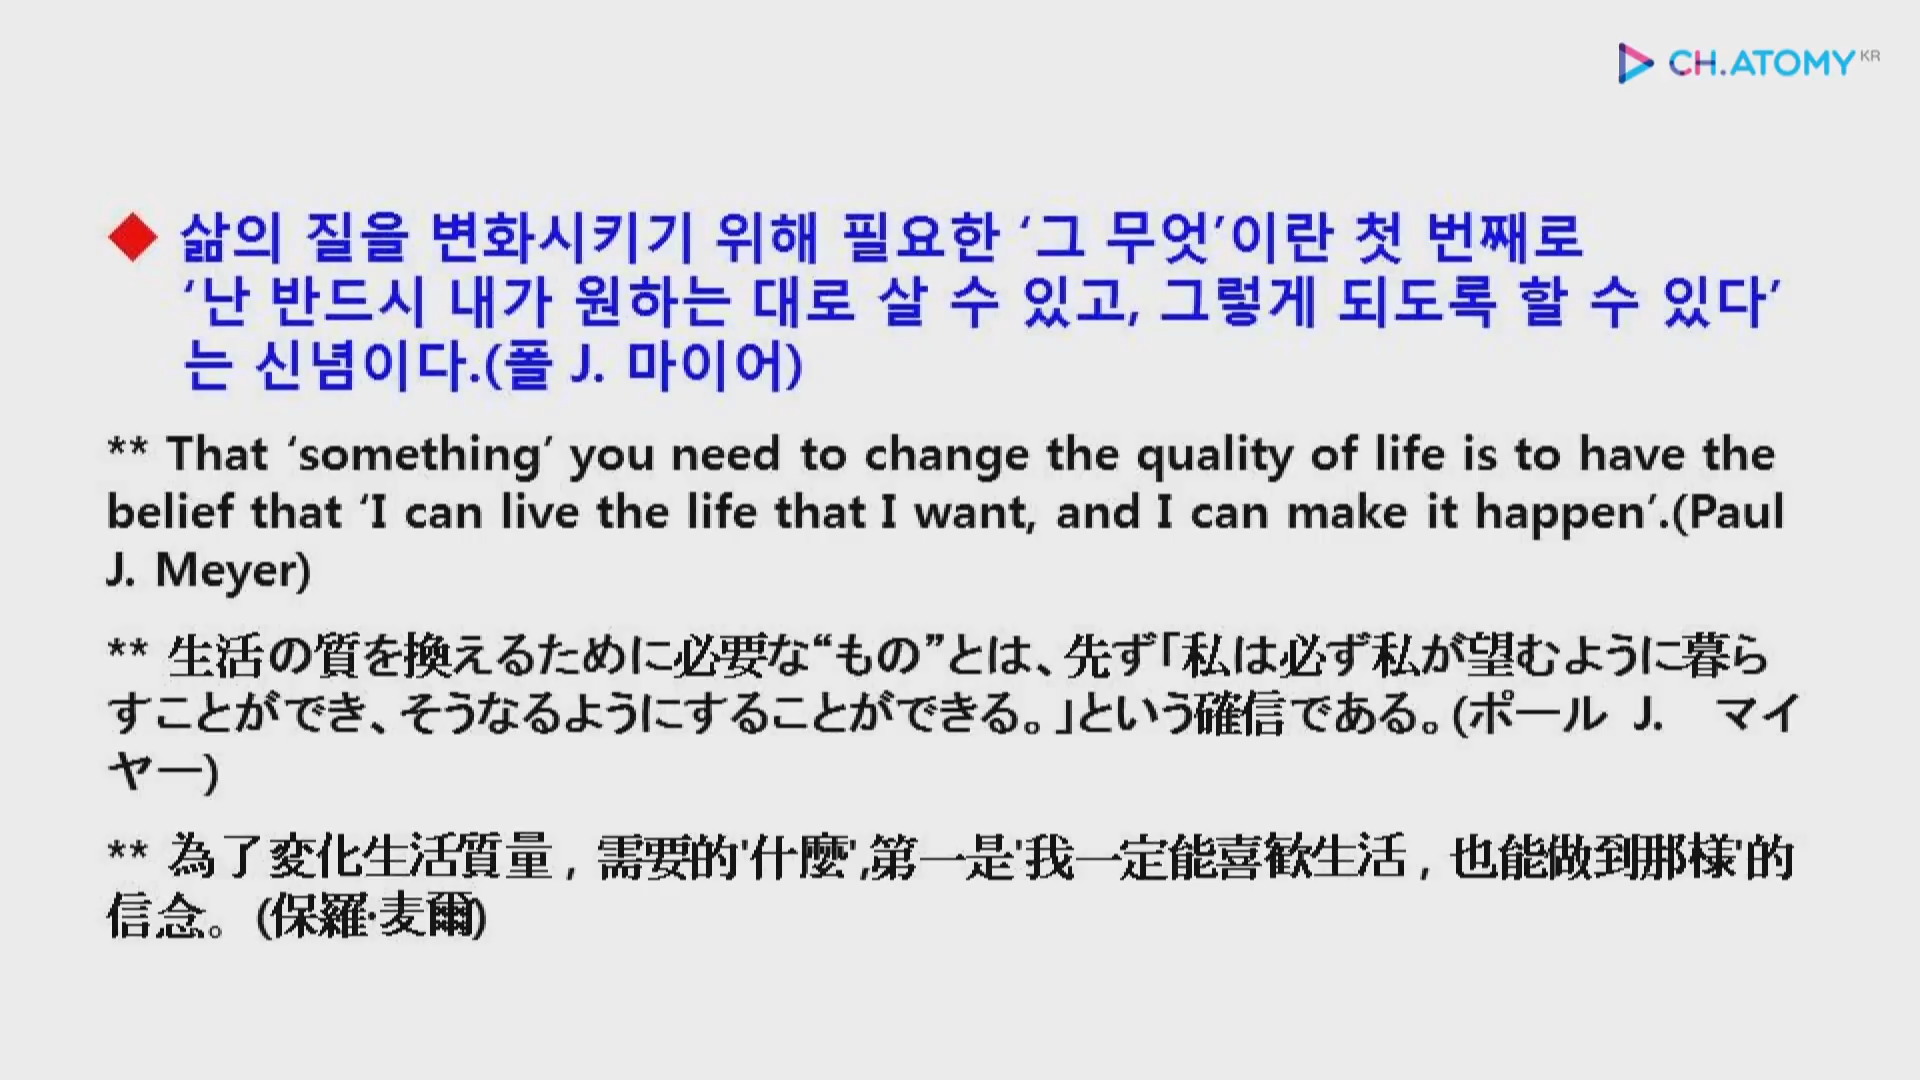 CH.ATOMY KR
◆ 삶의 질을 변화시키기 위해 필요한 ‘그 무엇’이란 첫 번째로
‘난 반드시 내가 원하는 대로 살 수 있고, 그렇게 되도록 할 수 있다’
는 신념이다.(폴 J. 마이어)
** That ‘something’ you need to change the quality of life is to have the
belief that ‘I can live the life that I want, and I can make it happen’.(Paul
J. Meyer)
** 生活の質を換えるために必要な“もの”とは、先ず「私は必ず私が望むように暮ら
すことができ、そうなるようにすることができる。」という確信である。(ポール J. マイ
ヤー)
** 為了変化生活質量 , 需要的'什麼',第一是'我一定能喜歓生活 , 也能做到那様'的
信念。(保羅·麦爾)